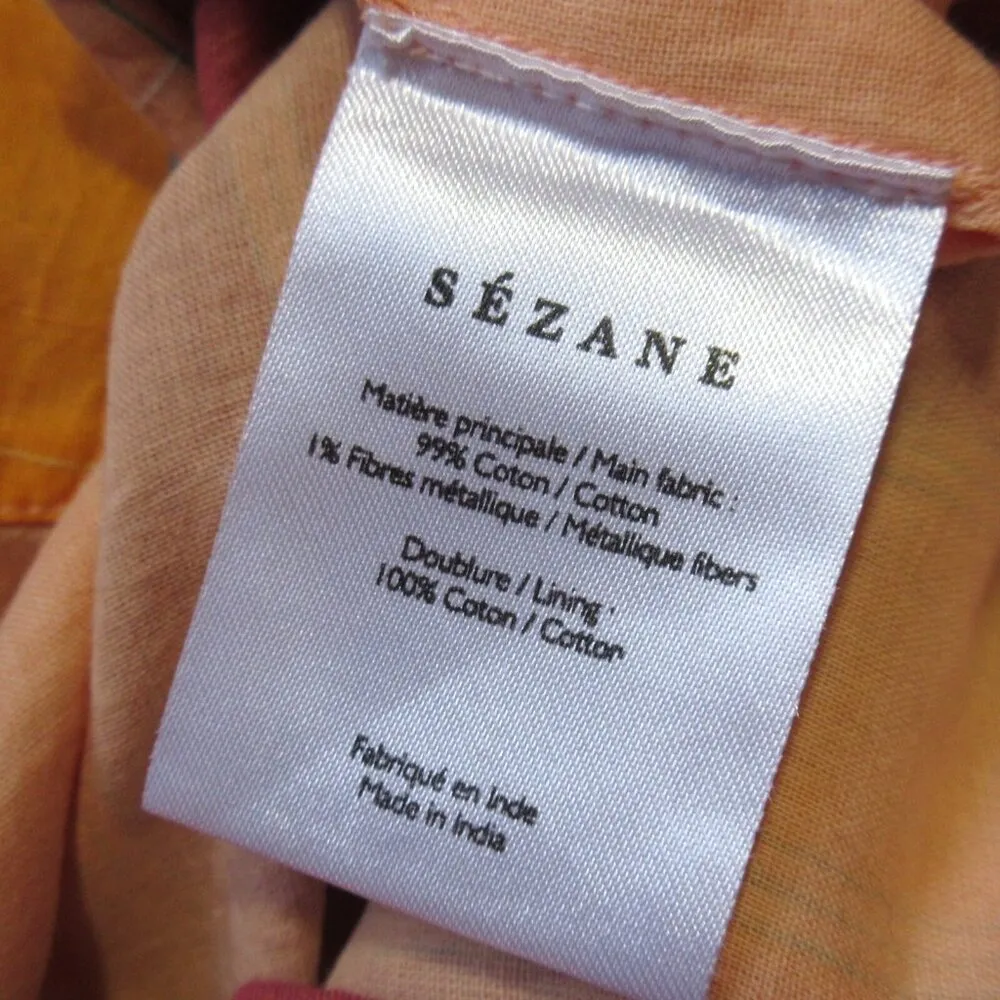 SÉZANE
Matière principale / Main fabric :
99% Coton / Cotton
1% Fibres métallique / Métallique fibers
Doublure / Lining :
100% Coton / Cotton
Fabriqué en Inde
Made in India